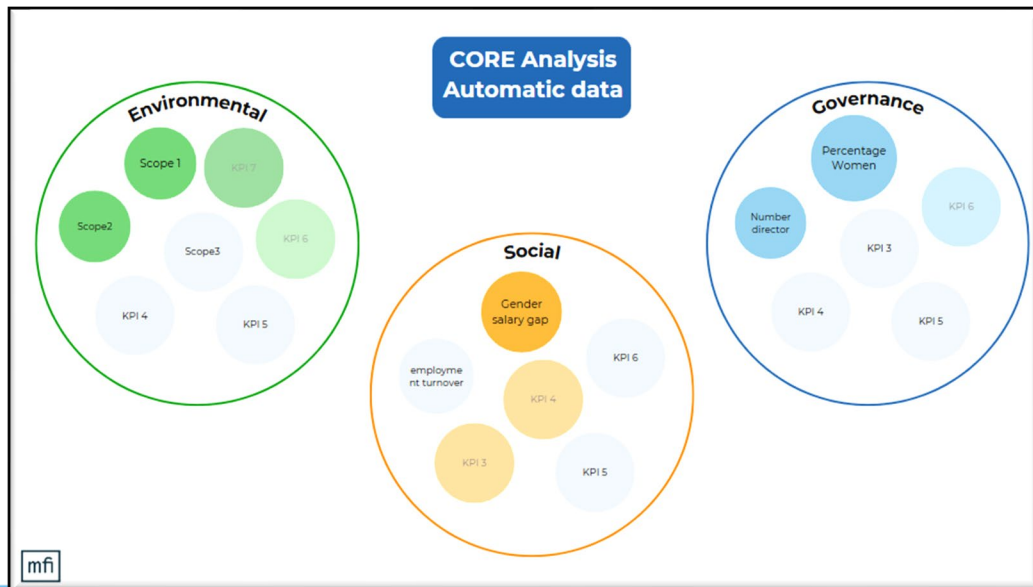 CORE Analysis
Automatic data
Environmental
Scope 1
KPI 7
Scope2
Scope3
KPI 6
KPI 4
KPI 5
Social
Gender
salary gap
employme
nt turnover
KPI 6
KPI 4
KPI 3
KPI 5
Governance
Percentage
Women
Number
director
KPI 6
KPI 3
KPI 4
KPI 5
mfi